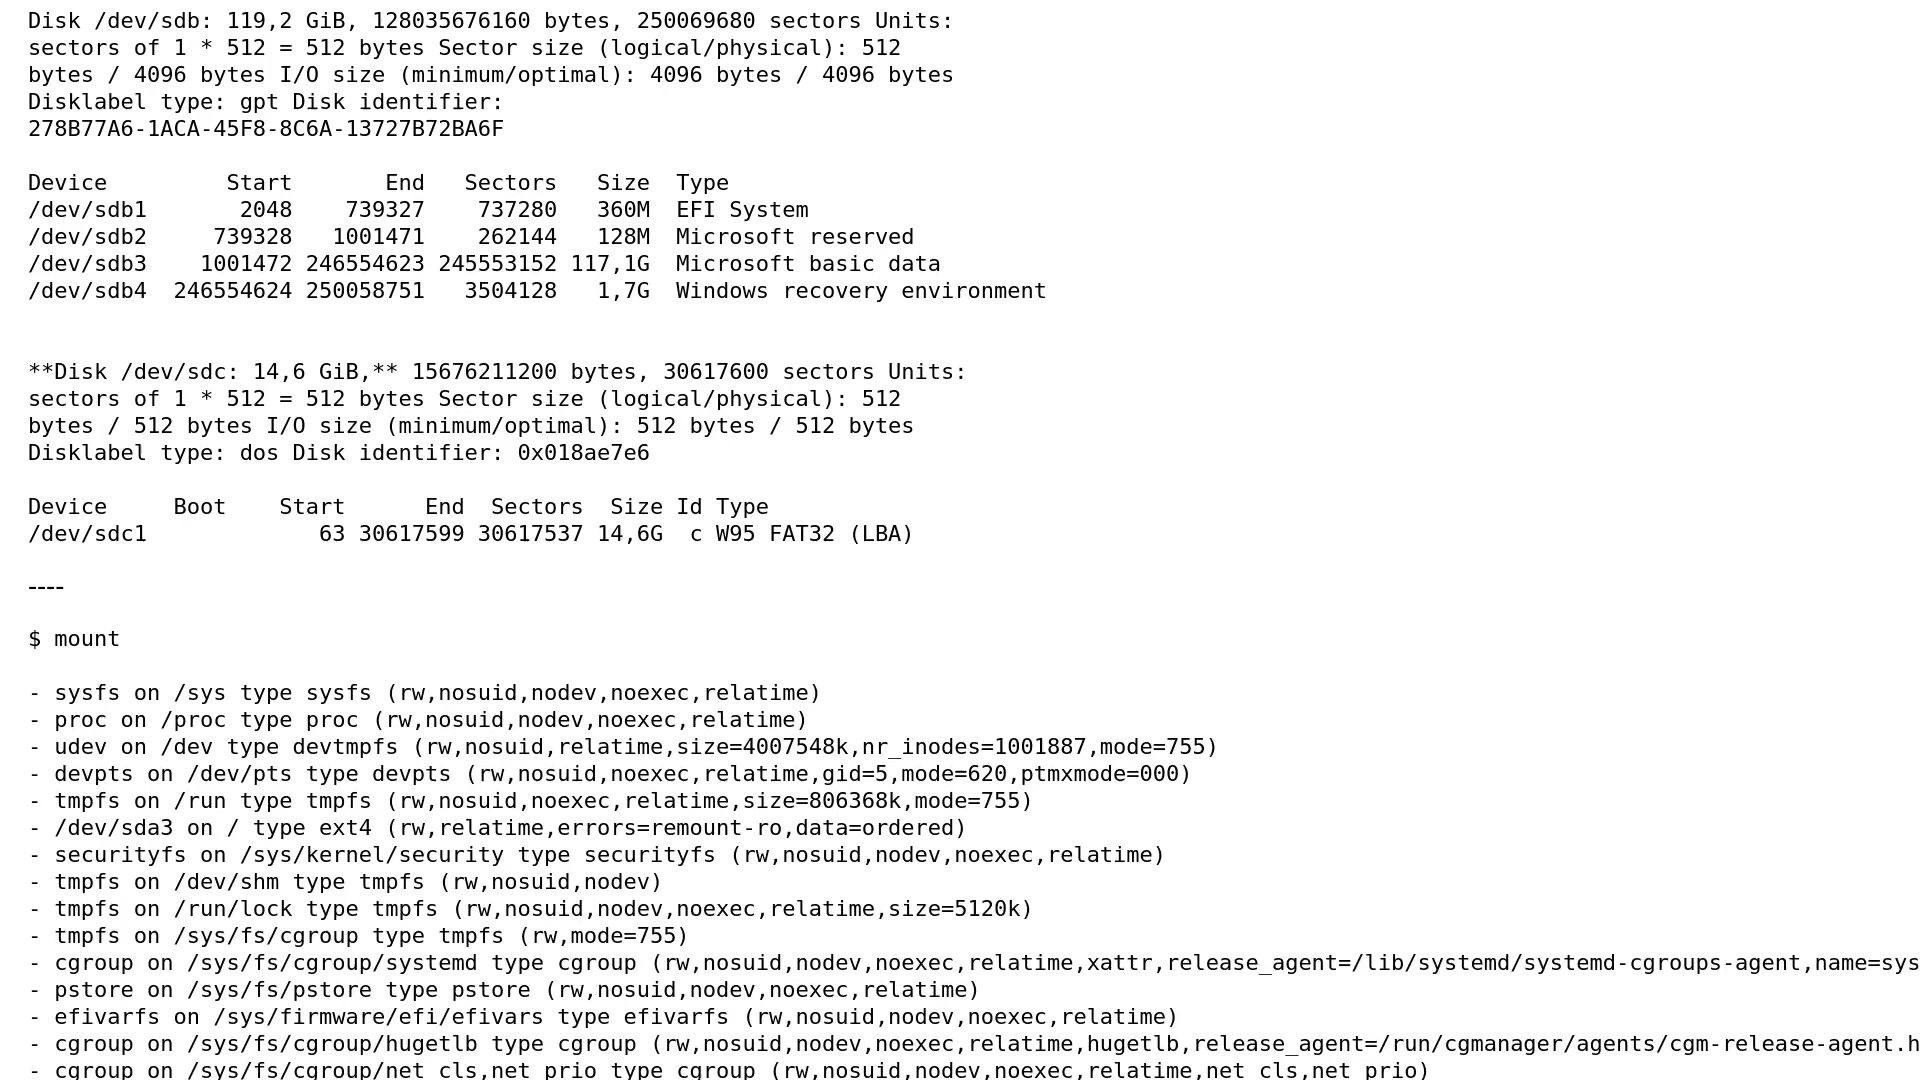 Disk /dev/sdb: 119,2 GiB, 128035676160 bytes, 250069680 sectors Units:
sectors of 1 * 512 = 512 bytes Sector size (logical/physical): 512
bytes / 4096 bytes I/O size (minimum/optimal): 4096 bytes / 4096 bytes
Disklabel type: gpt Disk identifier:
278B77A6-1ACA-45F8-8C6A-13727B72BA6F

Device         Start       End   Sectors   Size  Type
/dev/sdb1       2048    739327    737280   360M  EFI System
/dev/sdb2     739328   1001471    262144   128M  Microsoft reserved
/dev/sdb3    1001472 246554623 245553152 117,1G  Microsoft basic data
/dev/sdb4  246554624 250058751   3504128   1,7G  Windows recovery environment

**Disk /dev/sdc: 14,6 GiB,** 15676211200 bytes, 30617600 sectors Units:
sectors of 1 * 512 = 512 bytes Sector size (logical/physical): 512
bytes / 512 bytes I/O size (minimum/optimal): 512 bytes / 512 bytes
Disklabel type: dos Disk identifier: 0x018ae7e6

Device     Boot    Start      End  Sectors  Size Id Type
/dev/sdc1             63 30617599 30617537 14,6G  c W95 FAT32 (LBA)

----

$ mount

- sysfs on /sys type sysfs (rw,nosuid,nodev,noexec,relatime)
- proc on /proc type proc (rw,nosuid,nodev,noexec,relatime)
- udev on /dev type devtmpfs (rw,nosuid,relatime,size=4007548k,nr_inodes=1001887,mode=755)
- devpts on /dev/pts type devpts (rw,nosuid,noexec,relatime,gid=5,mode=620,ptmxmode=000)
- tmpfs on /run type tmpfs (rw,nosuid,noexec,relatime,size=806368k,mode=755)
- /dev/sda3 on / type ext4 (rw,relatime,errors=remount-ro,data=ordered)
- securityfs on /sys/kernel/security type securityfs (rw,nosuid,nodev,noexec,relatime)
- tmpfs on /dev/shm type tmpfs (rw,nosuid,nodev)
- tmpfs on /run/lock type tmpfs (rw,nosuid,nodev,noexec,relatime,size=5120k)
- tmpfs on /sys/fs/cgroup type tmpfs (rw,mode=755)
- cgroup on /sys/fs/cgroup/systemd type cgroup (rw,nosuid,nodev,noexec,relatime,xattr,release_agent=/lib/systemd/systemd-cgroups-agent,name=sys
- pstore on /sys/fs/pstore type pstore (rw,nosuid,nodev,noexec,relatime)
- efivarfs on /sys/firmware/efi/efivars type efivarfs (rw,nosuid,nodev,noexec,relatime)
- cgroup on /sys/fs/cgroup/hugetlb type cgroup (rw,nosuid,nodev,noexec,relatime,hugetlb,release_agent=/run/cgmanager/agents/cgm-release-agent.h
- cgroup on /sys/fs/cgroup/net_cls,net_prio type cgroup (rw,nosuid,nodev,noexec,relatime,net_cls,net_prio)